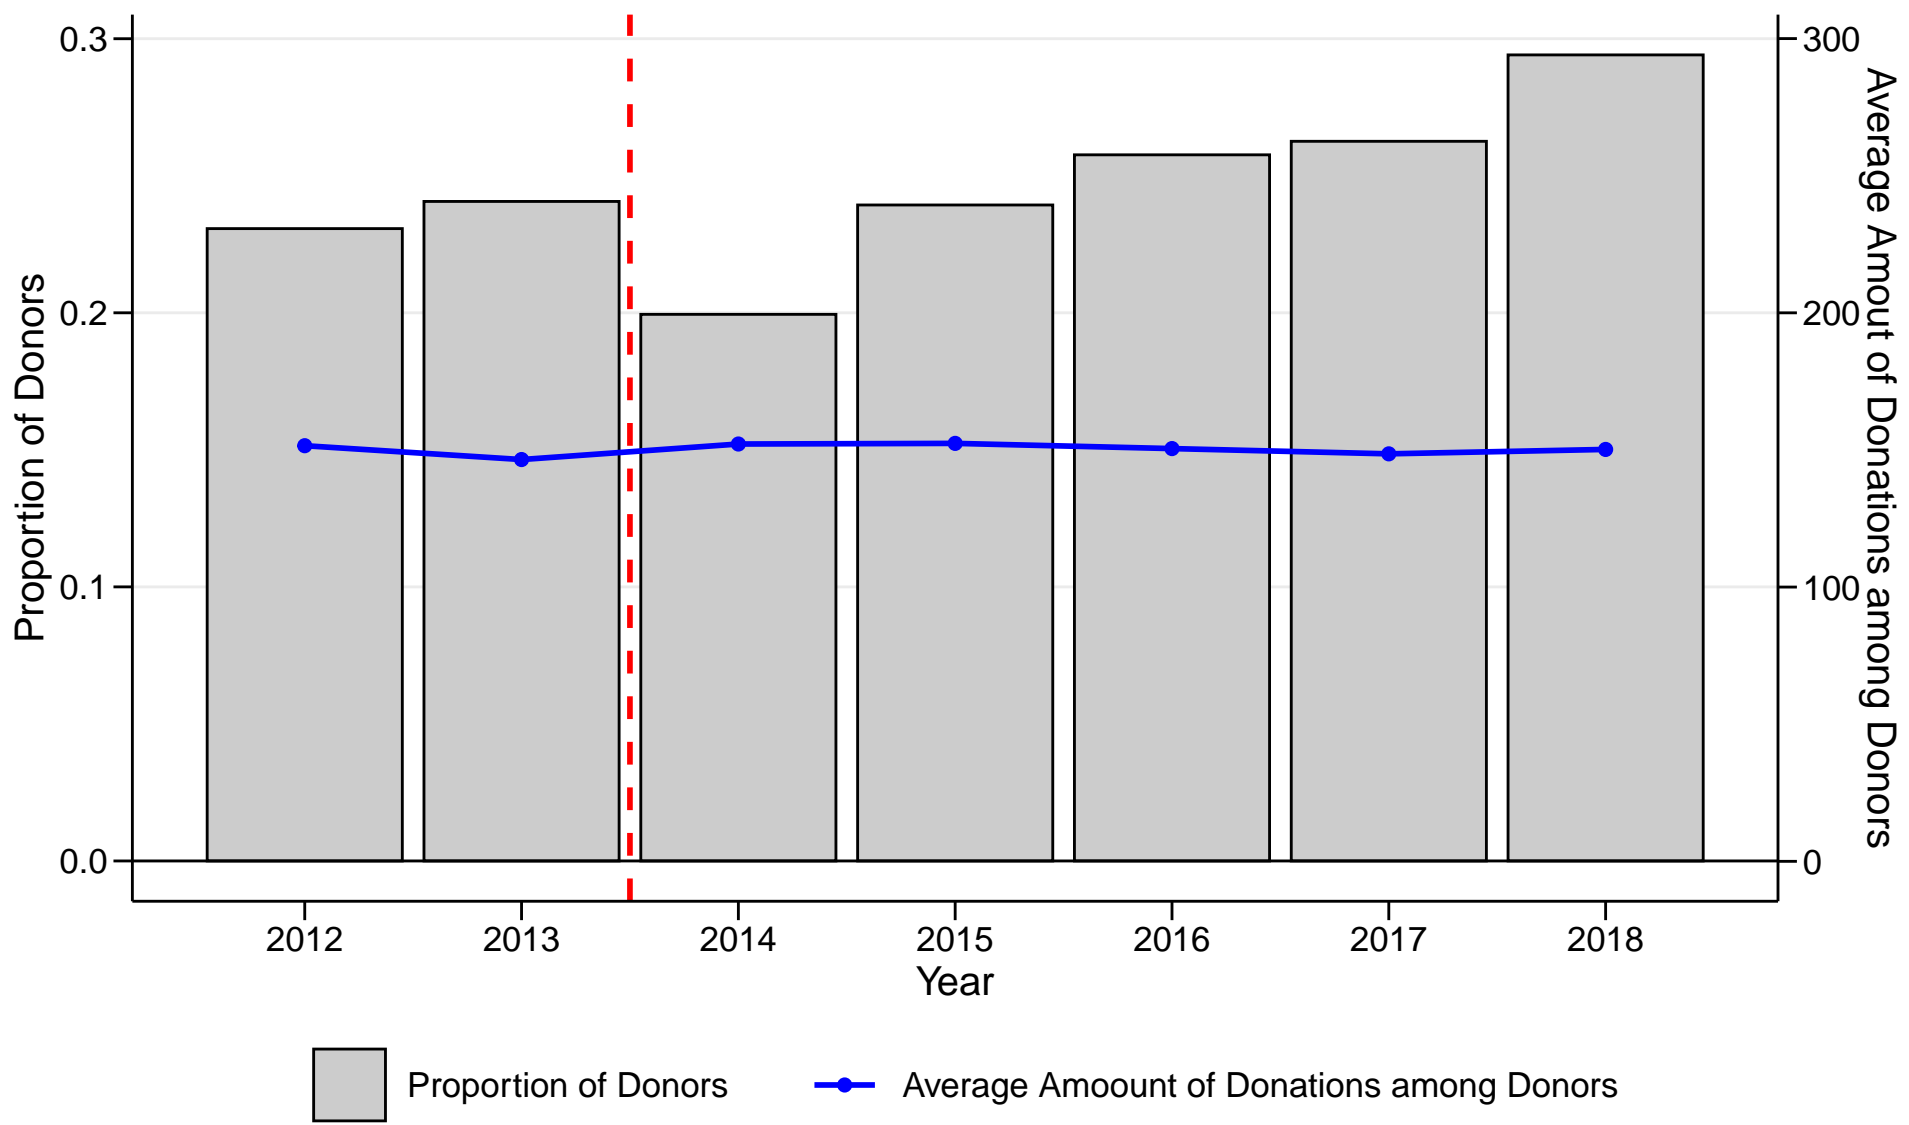 Proportion of Donors
0.3
0.2
0.1
0.0
300
200
100
0
Average Amout of Donations among Donors
2012 2013 2014 2015 2016 2017 2018
Year
Proportion of Donors
Average Amoount of Donations among Donors